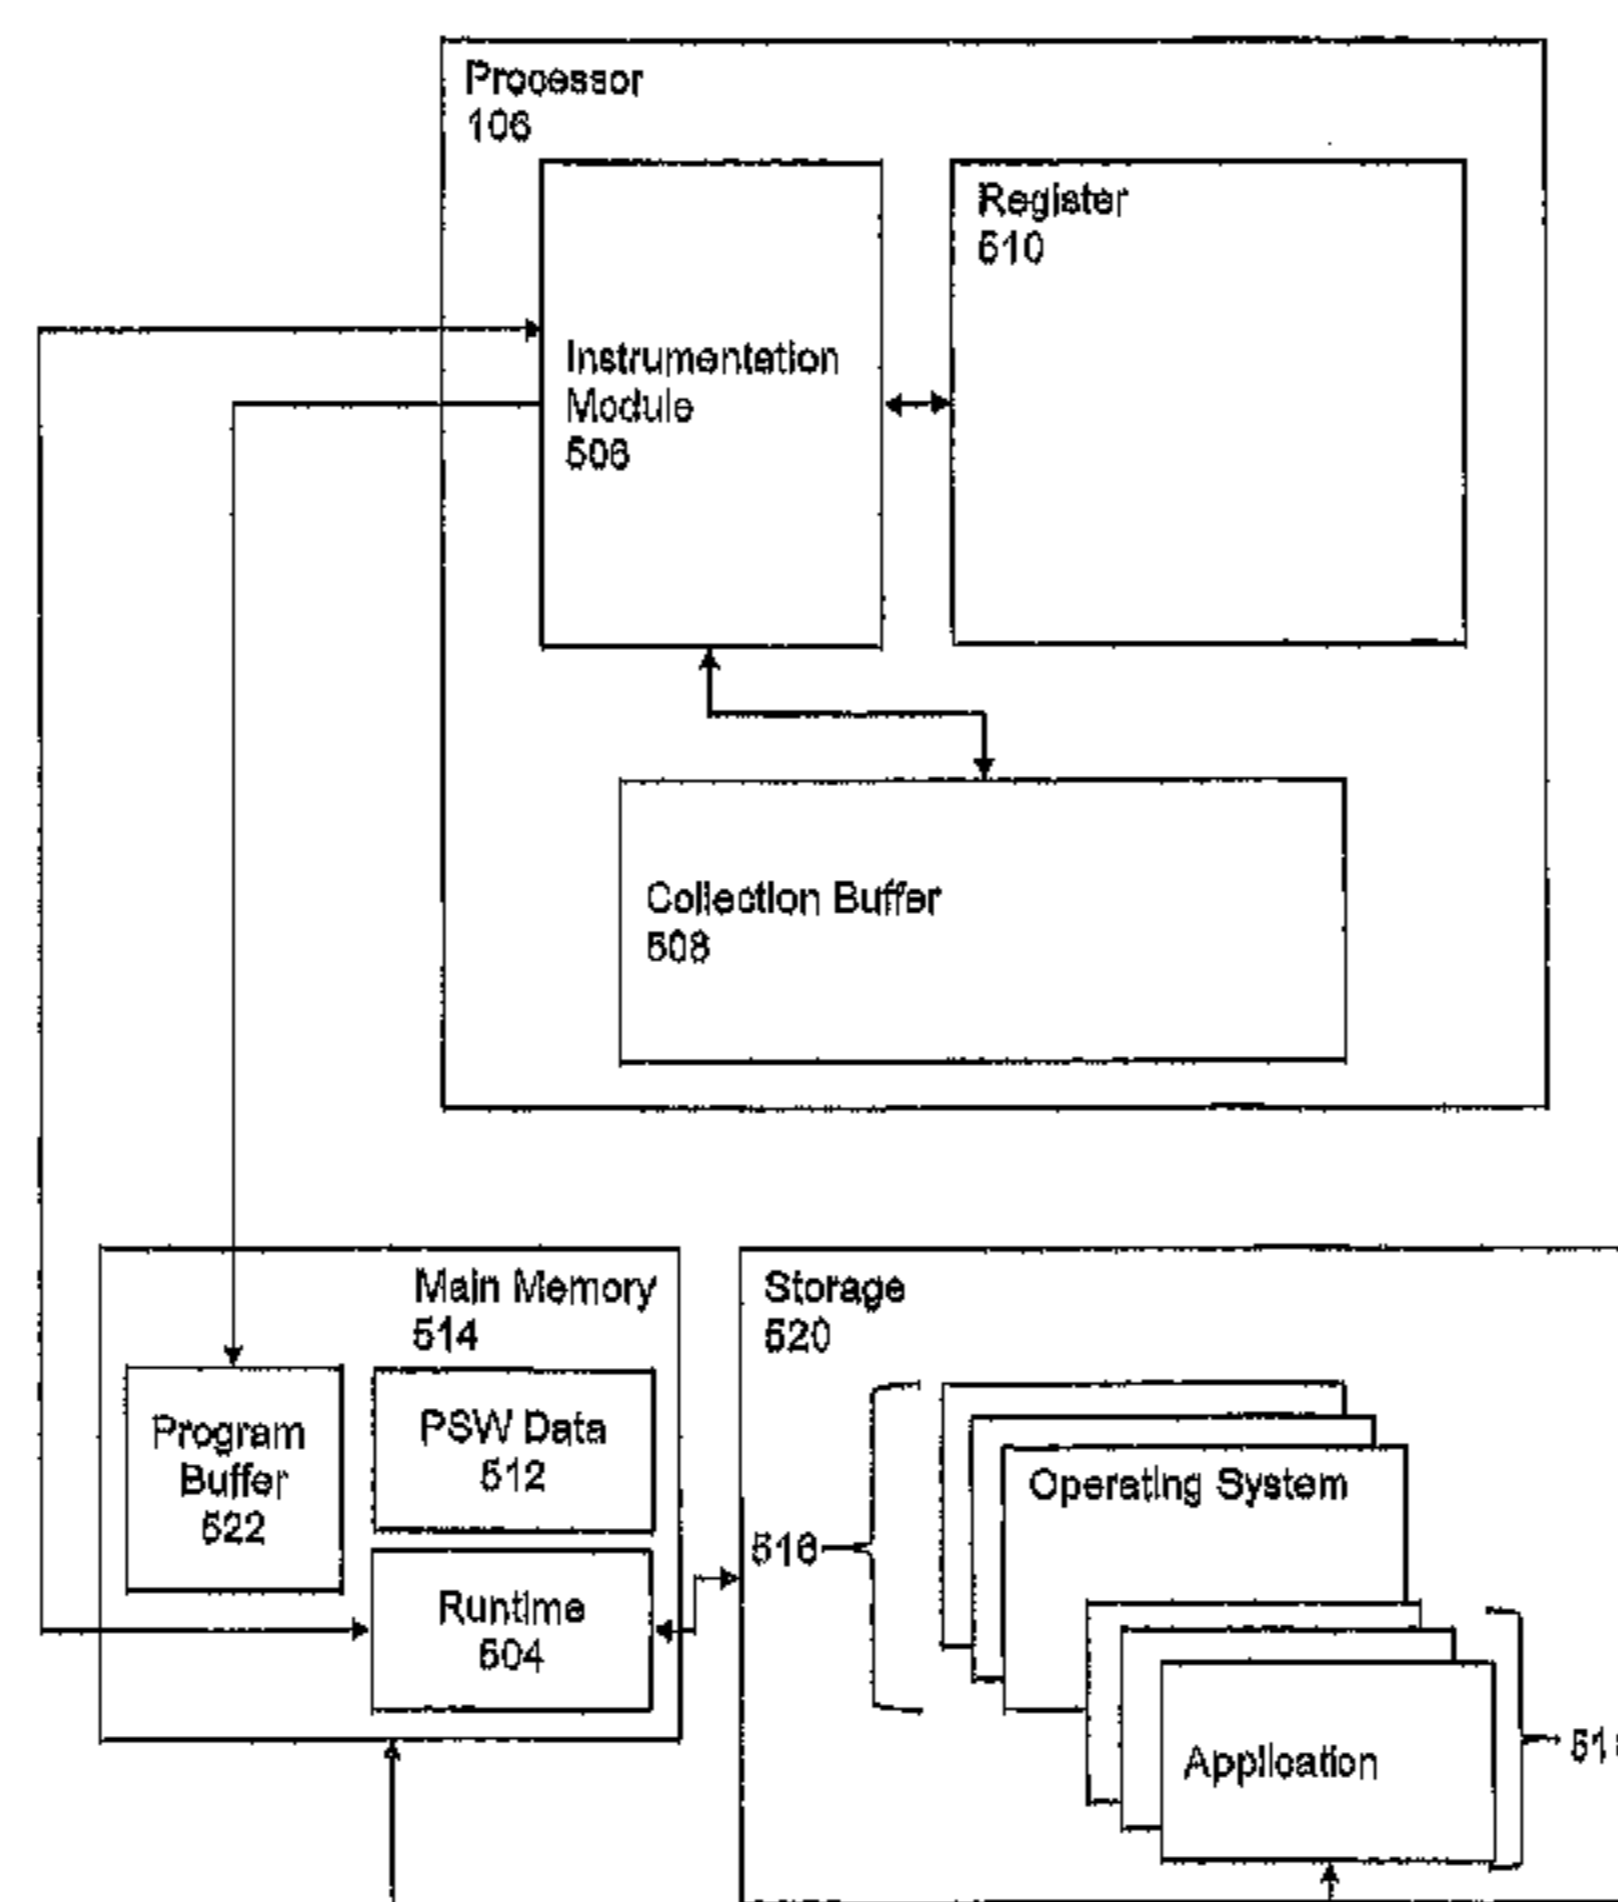 Processor
106
Register
510
Instrumentation
Module
506
Collection Buffer
508
Main Memory
514
Storage
520
PSW Data
512
Program
Buffer
522
Operating System
516
Runtime
504
Application